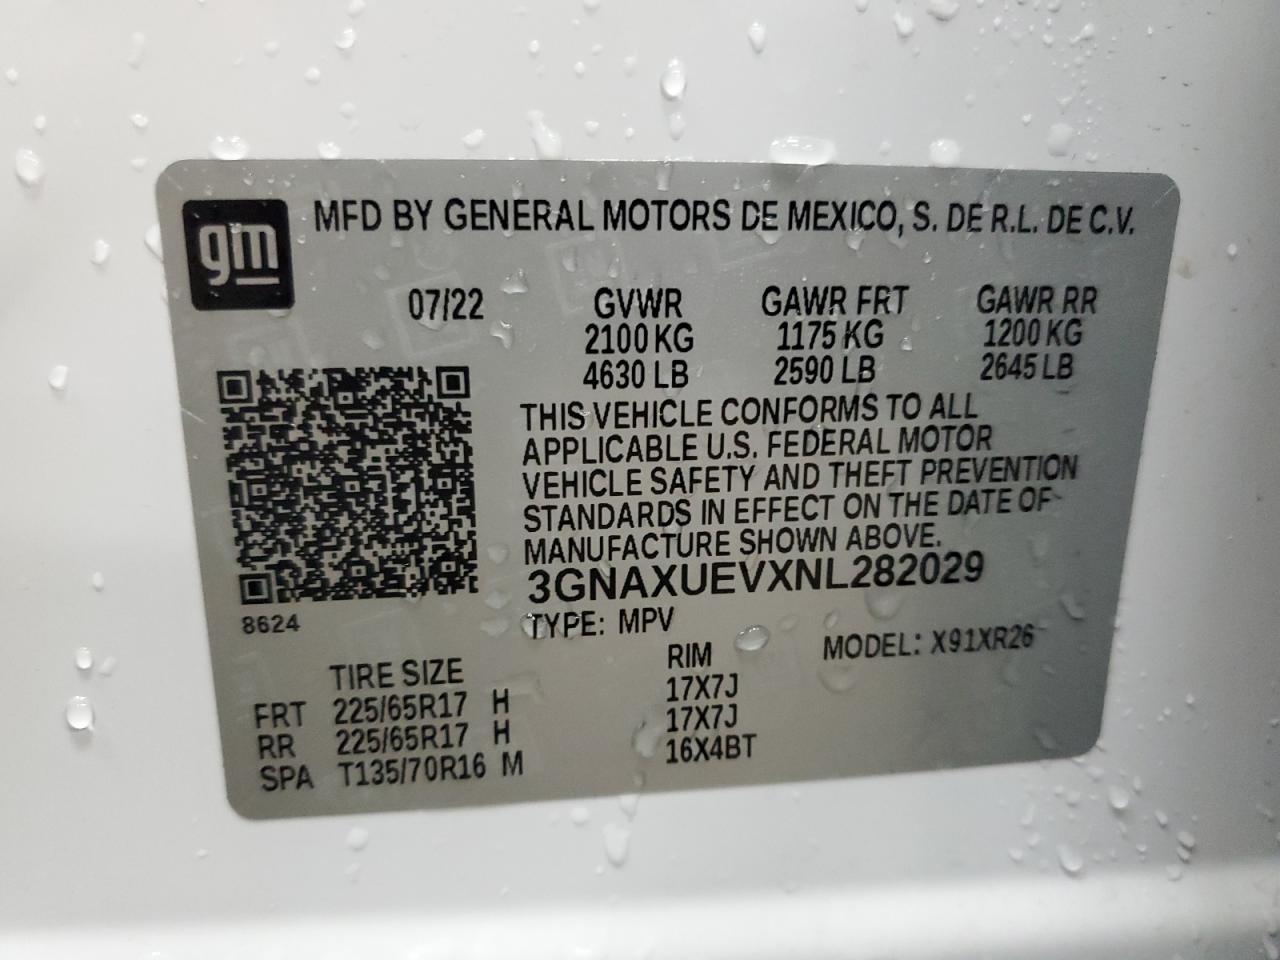 gm
MFD BY GENERAL MOTORS DE MEXICO, S. DE R.L. DE C.V.
07/22 GVWR GAWR FRT GAWR RR
2100 KG 1175 KG 1200 KG
4630 LB 2590 LB 2645 LB
THIS VEHICLE CONFORMS TO ALL
APPLICABLE U.S. FEDERAL MOTOR
VEHICLE SAFETY AND THEFT PREVENTION
STANDARDS IN EFFECT ON THE DATE OF
MANUFACTURE SHOWN ABOVE.
3GNAXUEVXNL282029
8624
TYPE: MPV
MODEL: X91XR26
TIRE SIZE RIM
FRT 225/65R17 H 17X7J
RR 225/65R17 H 17X7J
SPA T135/70R16 M 16X4BT